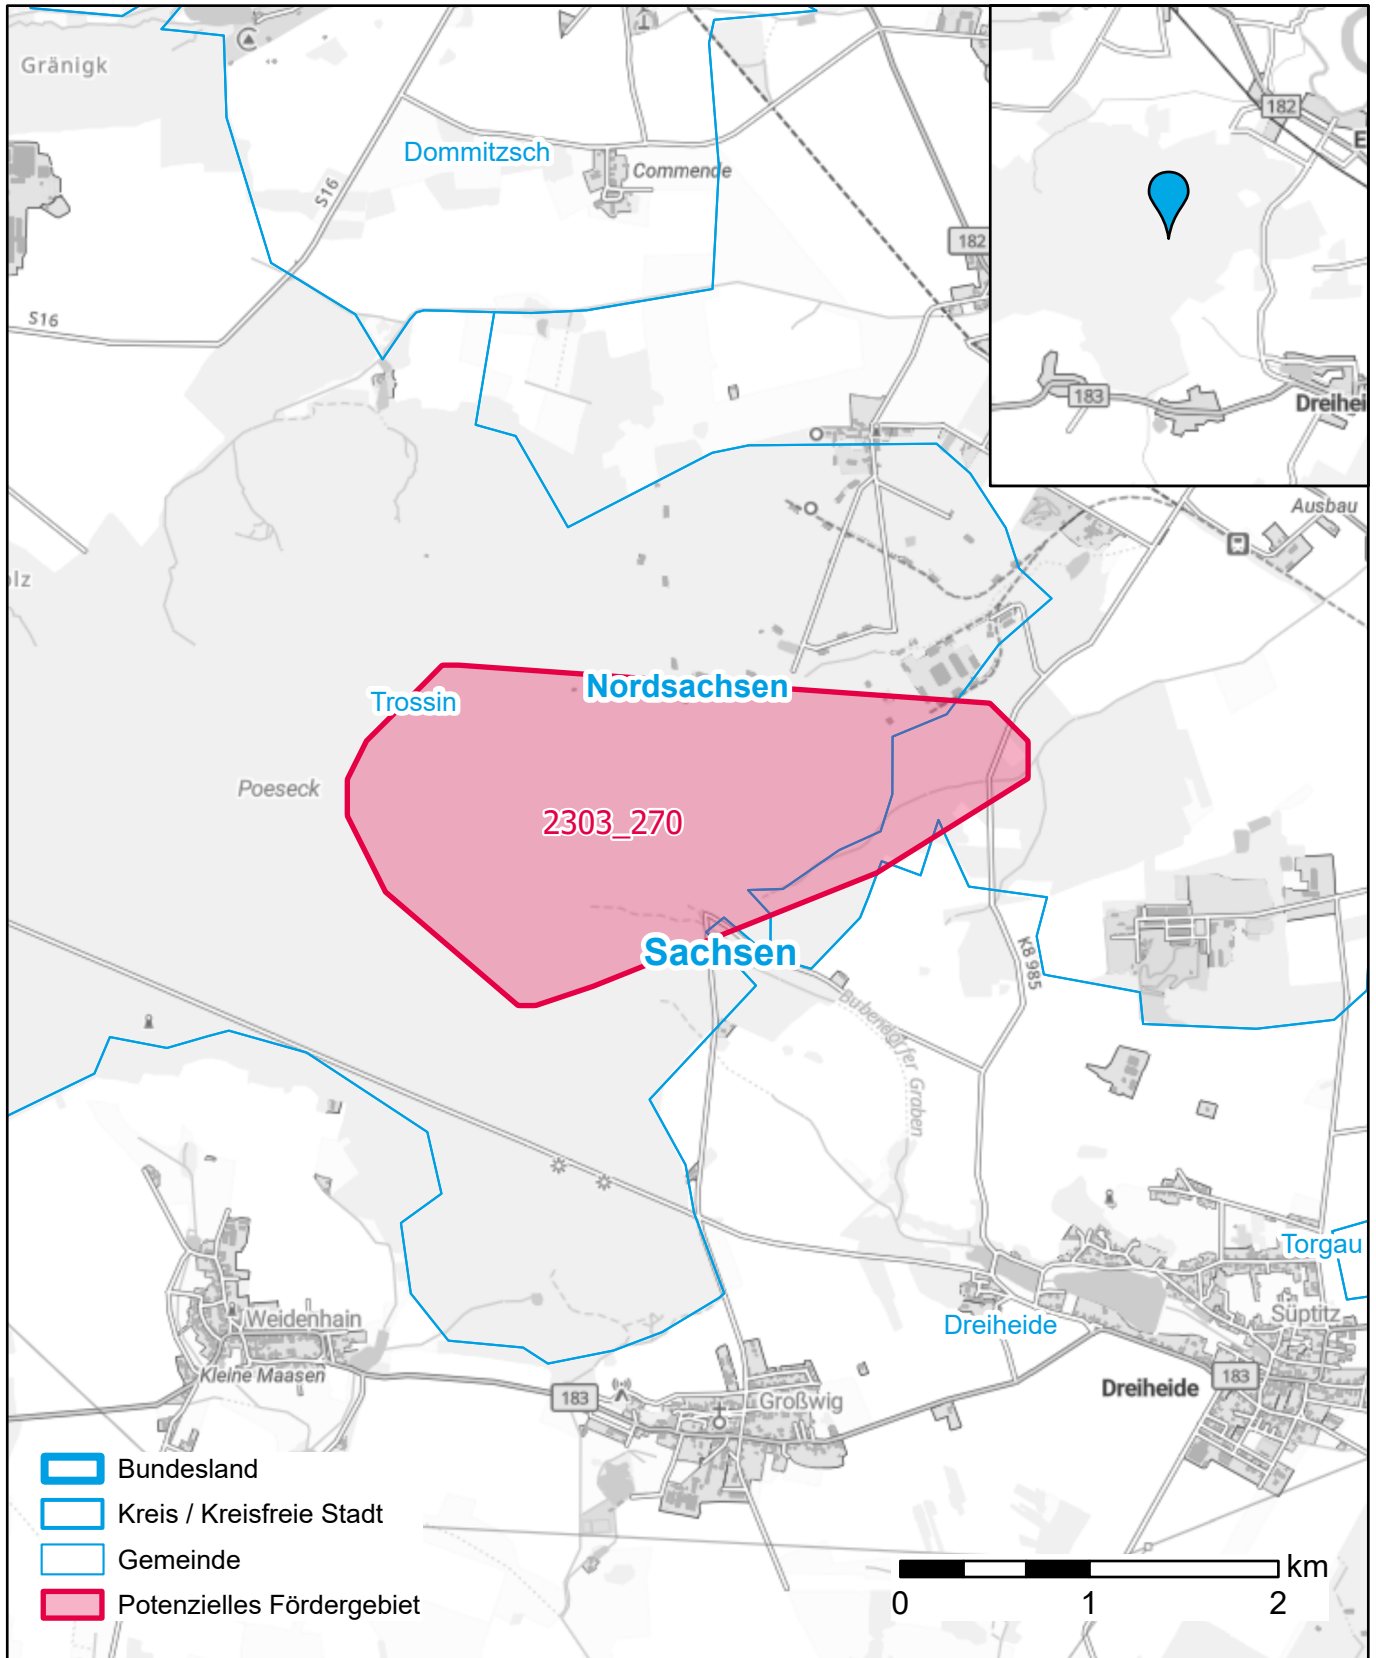 Gränigk
Dommitzsch
Commende
S16
S16
182
182
183
Dreihei
Ausbau
lz
Nordsachsen
Trossin
Poeseck
2303_270
Sachsen
K8 985
Bubendorfer Graben
Torgau
Weidenhain
Kleine Maasen
Dreiheide
Süptitz
183
Großwig
Dreiheide
183
Bundesland
Kreis / Kreisfreie Stadt
Gemeinde
Potenzielles Fördergebiet
km
0 1 2